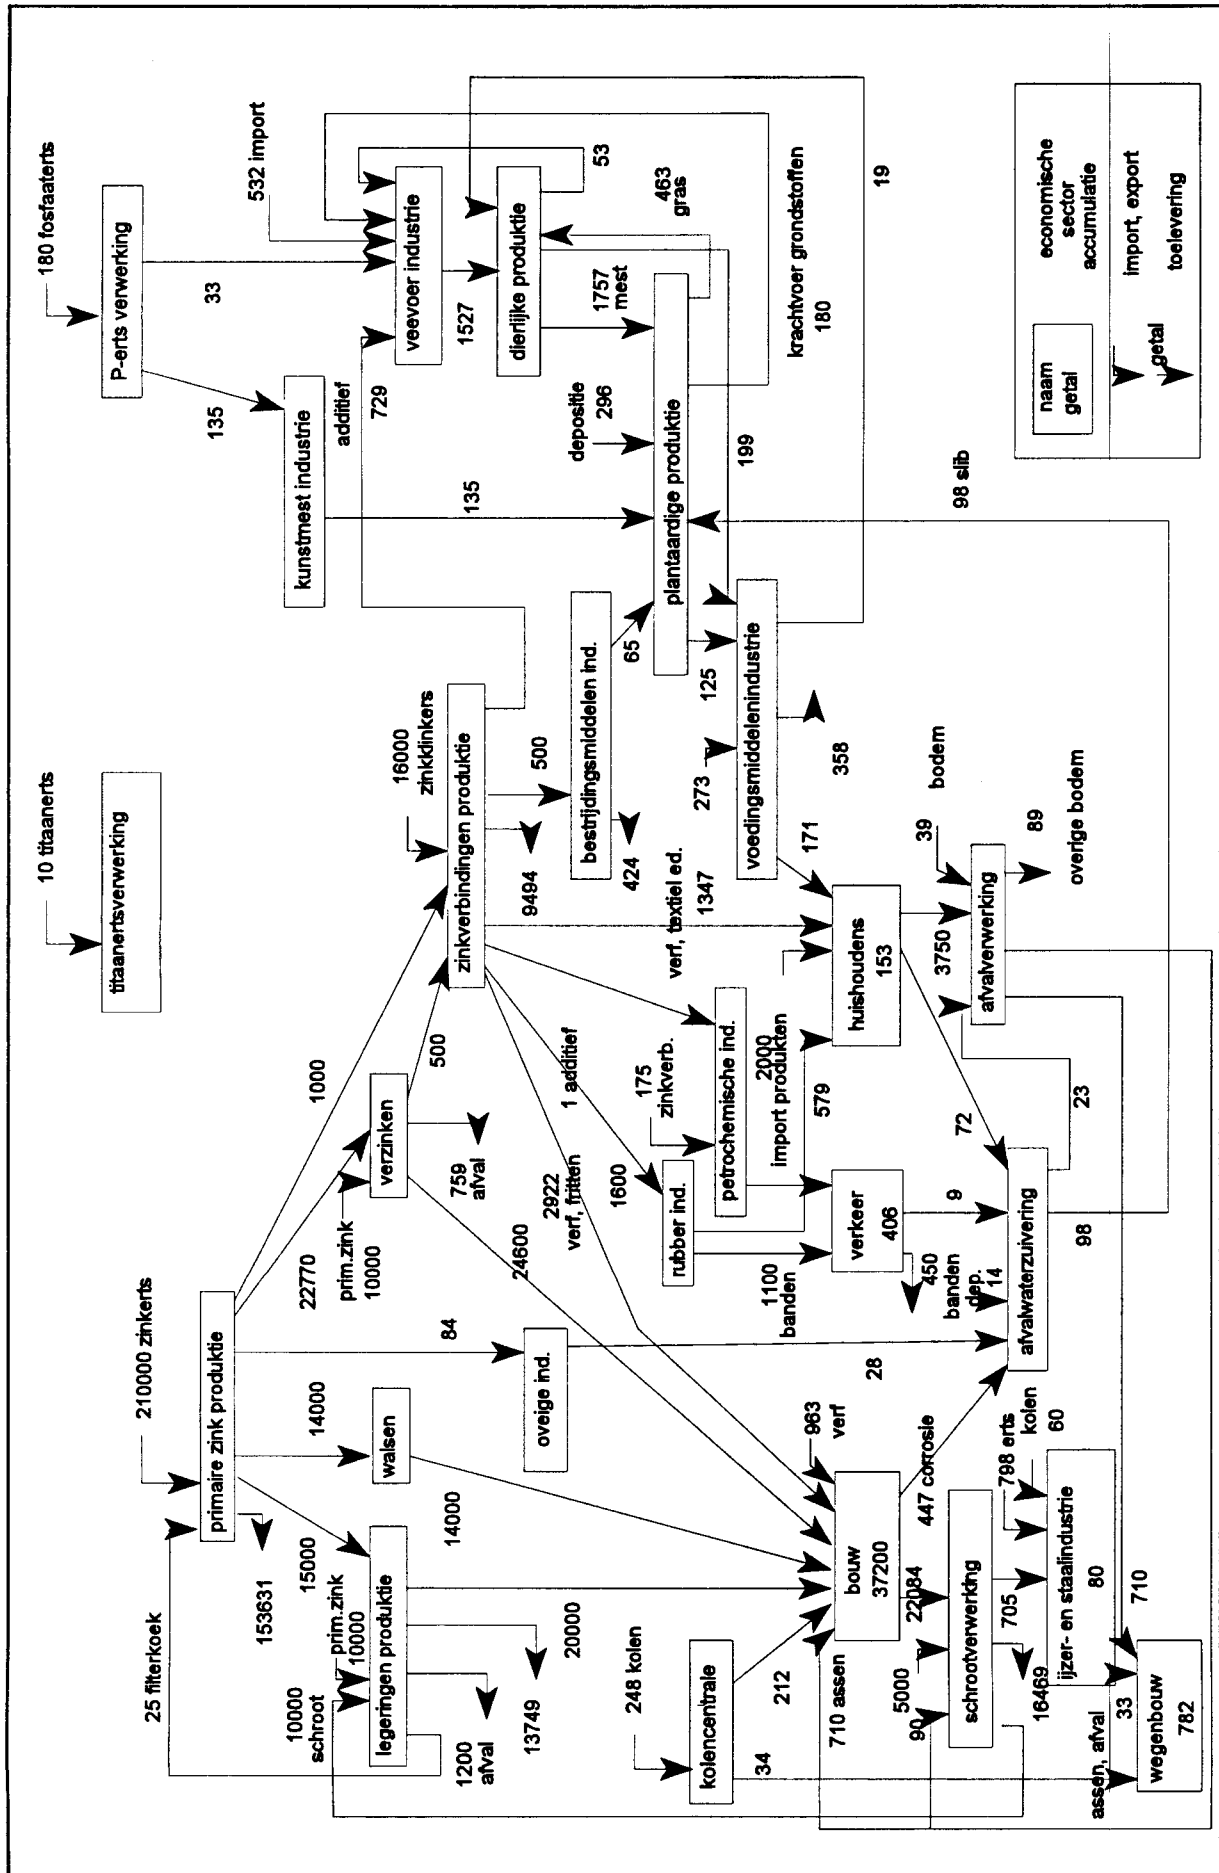 25 filterkoek
210000 zinkerts
10 titaanerts
180 fosfaaterts
primaire zink produktie
titaanertsverwerking
P-erts verwerking
532 import
153631
15000
14000
84
22770
1000
135
33
10000
schroot
prim.zink
10000
prim.zink
10000
legeringen produktie
walsen
verzinken
kunstmest industrie
additief
729
veevoer industrie
53
1200
afval
13749
20000
14000
759
afval
500
16000
zinkklinkers
zinkverbindingen produktie
1527
dierlijke produktie
24600
oveige ind.
2922
verf, fritten
1 additief
1600
9494
500
135
depositie
296
1757
mest
463
gras
bestrijdingsmiddelen ind.
424
65
plantaardige produktie
248 kolen
kolencentrale
rubber ind.
175
zinkverb.
petrochemische ind.
verf, textiel ed.
1347
273
125
199
krachtvoer grondstoffen
180
34
212
963
verf
1100
banden
2000
import produkten
579
voedingsmiddelenindustrie
358
171
19
710 assen
bouw
37200
28
verkeer
406
huishoudens
153
5000
90
22084
447 corrosie
450
banden
dep.
14
9
72
3750
39
bodem
98 slib
schrootverwerking
798 erts
kolen
60
afvalwaterzuivering
afvalverwerking
16469
705
ijzer- en staalindustrie
80
98
23
89
overige bodem
assen, afval
33
710
wegenbouw
782
naam
getal
economische
sector
accumulatie
import, export
getal
toelevering